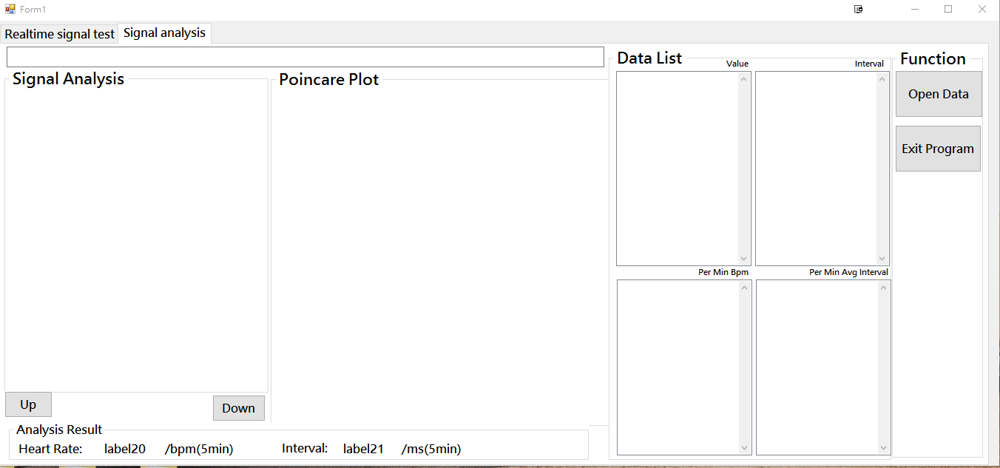 Form1
Realtime signal test
Signal analysis
Signal Analysis
Poincare Plot
Data List
Value
Interval
Function
Open Data
Exit Program
Per Min Bpm
Per Min Avg Interval
Up
Down
Analysis Result
Heart Rate: label20 /bpm(5min) Interval: label21 /ms(5min)